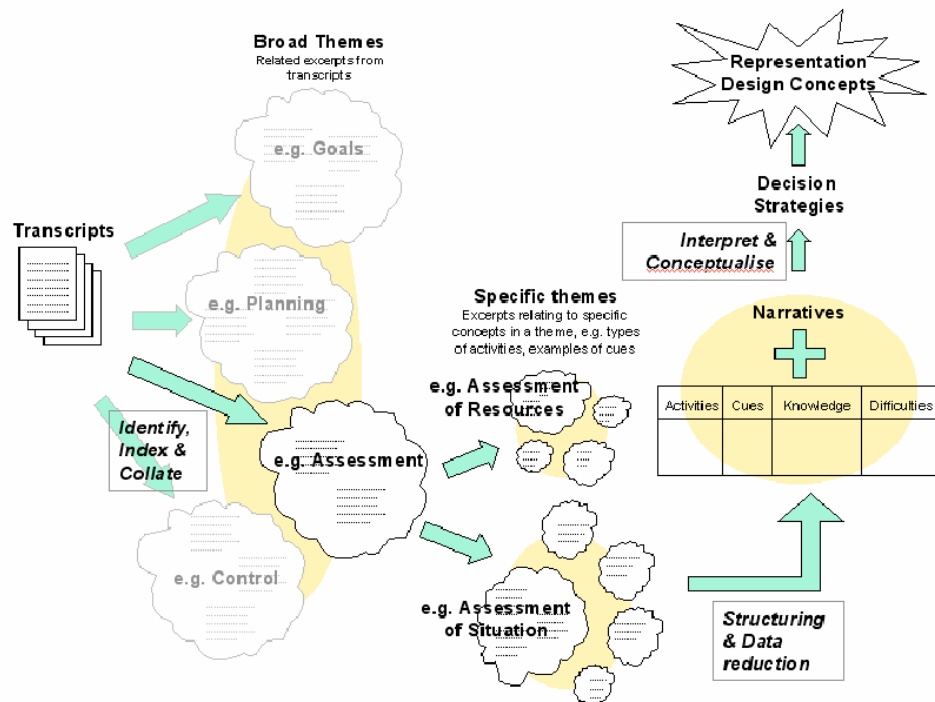 Broad Themes
Related excerpts from
transcripts
e.g. Goals
Transcripts
e.g. Planning
Identify,
Index &
Collate
e.g. Assessment
e.g. Control
Specific themes
Excerpts relating to specific
concepts in a theme, e.g. types
of activities, examples of cues
e.g. Assessment
of Resources
e.g. Assessment
of Situation
Structuring
& Data
reduction
Activities Cues Knowledge Difficulties
Narratives
Interpret &
Conceptualise
Decision
Strategies
Representation
Design Concepts